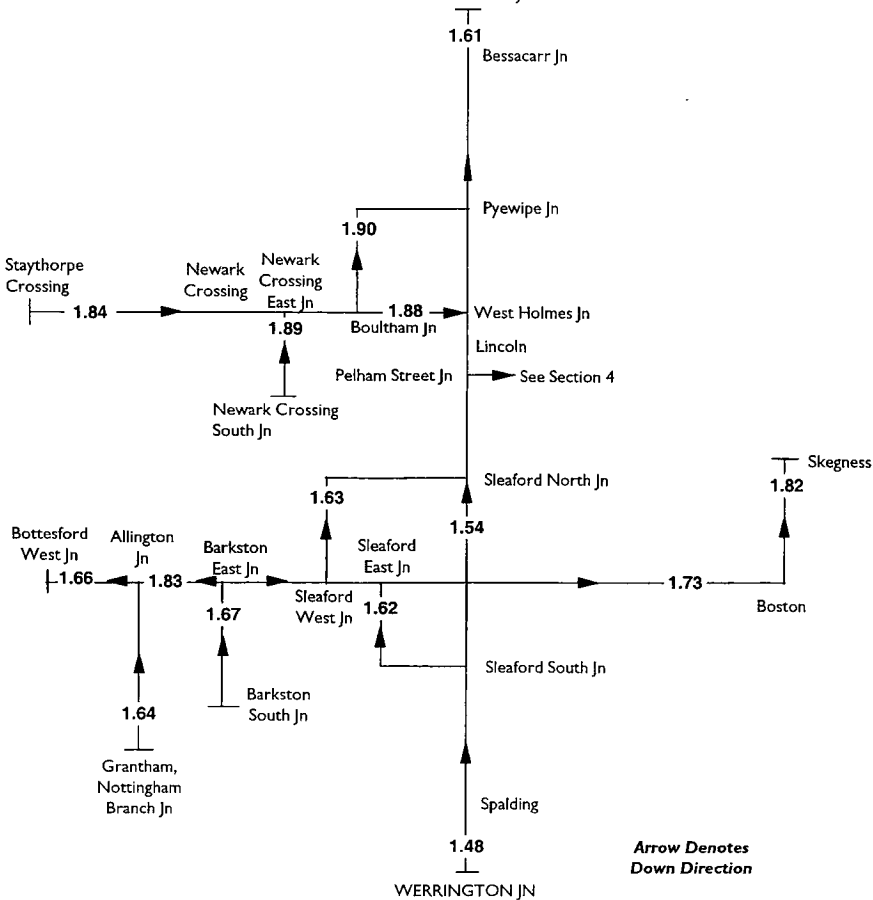 1.61
Bessacarr Jn
Pyewipe Jn
1.90
Staythorpe
Crossing
Newark
Crossing
Newark
Crossing
East Jn
1.84
1.88
West Holmes Jn
1.89
Boultham Jn
Lincoln
Pelham Street Jn
See Section 4
Newark Crossing
South Jn
Skegness
1.82
Sleaford North Jn
1.63
1.54
Bottesford
West Jn
Allington
Jn
Barkston
East Jn
Sleaford
East Jn
1.66
1.83
1.73
Sleaford
West Jn
1.62
1.67
Boston
Sleaford South Jn
Barkston
South Jn
1.64
Grantham,
Nottingham
Branch Jn
Spalding
1.48
Arrow Denotes
Down Direction
WERRINGTON JN